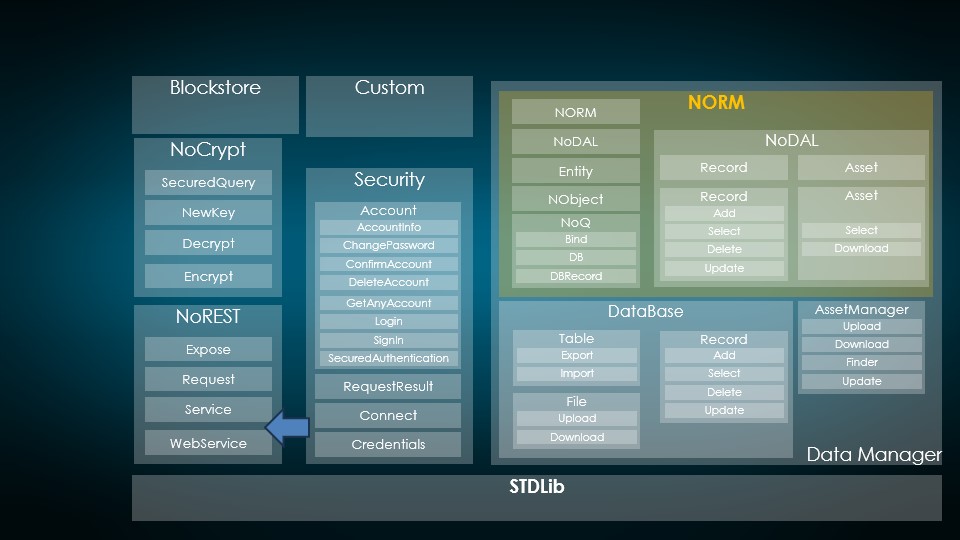 Blockstore
Custom
NoCrypt
SecuredQuery
NewKey
Decrypt
Encrypt
NoREST
Expose
Request
Service
WebService
Security
Account
AccountInfo
ChangePassword
ConfirmAccount
DeleteAccount
GetAnyAccount
Login
SignIn
SecuredAuthentication
RequestResult
Connect
Credentials
NORM
NORM
NoDAL
Entity
NObject
NoQ
Bind
DB
DBRecord
NoDAL
Record
Asset
Record
Add
Select
Delete
Update
Asset
Select
Download
DataBase
Table
Export
Import
File
Upload
Download
Record
Add
Select
Delete
Update
AssetManager
Upload
Download
Finder
Update
Data Manager
STDLib